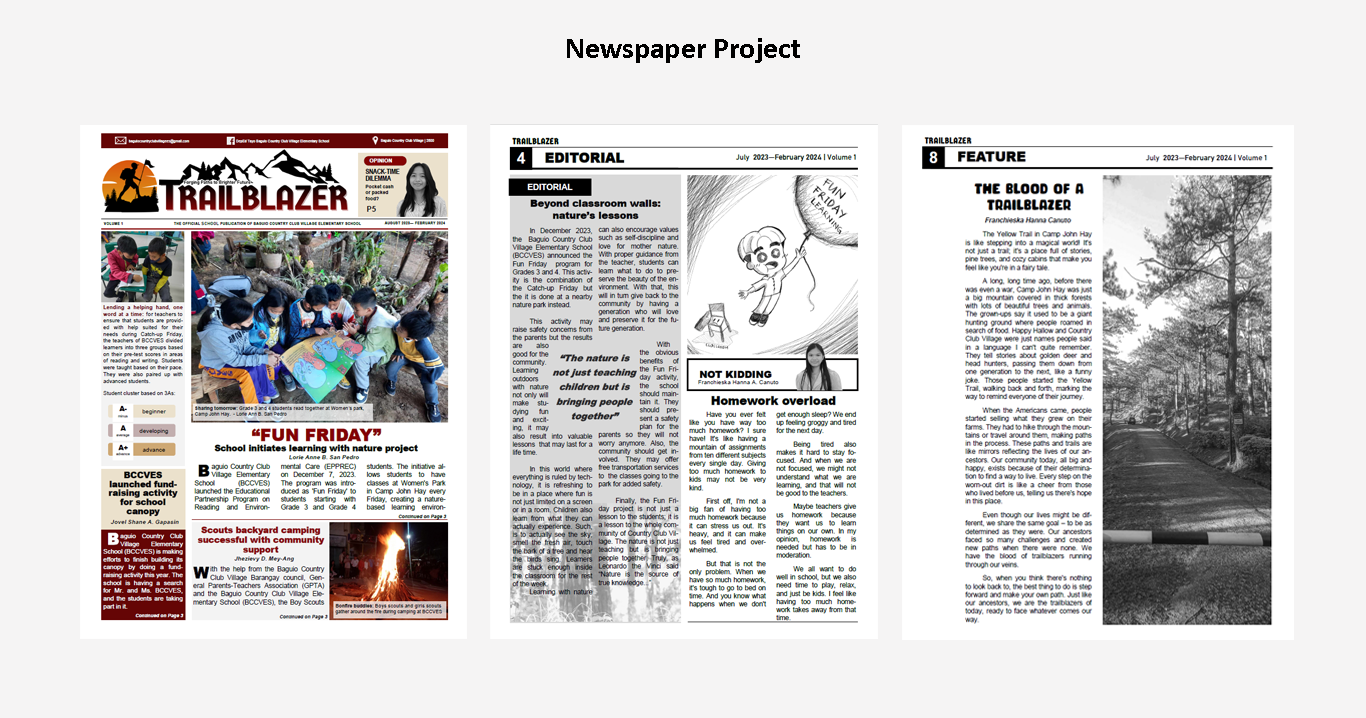 Newspaper Project
baguiocountryclubvillagees@gmail.com
DepEd Tayo Baguio Country Club Village Elementary School
Baguio Country Club Village | 2600
Forging Paths to Brighter Future
TRAILBLAZER
OPINION
SNACK-TIME
DILEMMA
Pocket cash
or packed
food?
P5
VOLUME 1
THE OFFICIAL SCHOOL PUBLICATION OF BAGUIO COUNTRY CLUB VILLAGE ELEMENTARY SCHOOL
AUGUST 2023— FEBRUARY 2024
Lending a helping hand, one
word at a time: for teachers to
ensure that students are provid-
ed with help suited for their
needs during Catch-up Friday,
the teachers of BCCVES divided
learners into three groups based
on their pre-test scores in areas
of reading and writing. Students
were taught based on their pace.
They were also paired up with
advanced students.
Student cluster based on 3As:
A-
minus
beginner
A
average
developing
A+
advance
advance
BCCVES
launched fund-
raising activity
for school
canopy
Jovel Shane A. Gapasin
Baguio Country Club
Village Elementary
School (BCCVES) is making
efforts to finish building its
canopy by doing a fund-
raising activity this year. The
school is having a search
for Mr. and Ms. BCCVES,
and the students are taking
part in it.
Continued on Page 3
Sharing tomorrow: Grade 3 and 4 students read together at Women's park,
Camp John Hay. - Lorie Ann B. San Pedro
“FUN FRIDAY”
School initiates learning with nature project
Lorie Anne B. San Pedro
Baguio Country Club
Village Elementary
School (BCCVES)
launched the Educational
Partnership Program on
Reading and Environ-
mental Care (EPPREC)
on December 7, 2023.
The program was intro-
duced as 'Fun Friday' to
students starting with
Grade 3 and Grade 4
students. The initiative al-
lows students to have
classes at Women's Park
in Camp John Hay every
Friday, creating a nature-
based learning environ-
Continued on Page 3
Scouts backyard camping
successful with community
support
Jheziery D. Mey-Ang
With the help from the Baguio Country
Club Village Barangay council, Gen-
eral Parents-Teachers Association (GPTA)
and the Baguio Country Club Village Ele-
mentary School (BCCVES), the Boy Scouts
Continued on Page 3
Bonfire buddies: Boys scouts and girls scouts
gather around the fire during camping at BCCVES
TRAILBLAZER
4 EDITORIAL
July 2023—February 2024 | Volume 1
EDITORIAL
Beyond classroom walls:
nature's lessons
In December 2023,
the Baguio Country Club
Village Elementary School
(BCCVES) announced the
Fun Friday program for
Grades 3 and 4. This activ-
ity is the combination of
the Catch-up Friday but
the it is done at a nearby
nature park instead.
This activity may
raise safety concerns from
the parents but the results
are also
good for the
community.
Learning
outdoors
with nature
not only will
make stu-
dying fun
and excit-
ing, it may
also result into valuable
lessons that may last for a
life time.
In this world where
everything is ruled by tech-
nology, it is refreshing to
be in a place where fun is
not just limited on a screen
or in a room. Children also
learn from what they can
actually experience. Such,
is to actually see the sky,
smell the fresh air, touch
the bark of a tree and hear
the birds sing. Learners
are stuck enough inside
the classroom for the rest
of the week.
Learning with nature
can also encourage values
such as self-discipline and
love for mother nature.
With proper guidance from
the teacher, students can
learn what to do to pre-
serve the beauty of the en-
vironment. With that, this
will in turn give back to the
community by having a
generation who will love
and preserve it for the fu-
ture generation.
“The nature is
not just teaching
children but is
bringing people
together”
With
the obvious
benefits of
the Fun Fri-
day activity,
the school
should main-
tain it. They
should pre-
sent a safety
plan for the
parents so they will not
worry anymore. Also, the
community should get in-
volved. They may offer
free transportation services
to the classes going to the
park for added safety.
Finally, the Fun Fri-
day project is not just a
lesson to the students, it is
a lesson to the whole com-
munity of Country Club Vil-
lage. The nature is not just
teaching but is bringing
people together. Truly, as
Leonardo the Vinci said
"Nature is the source of
true knowledge."
FUN
FRIDAY
LEARNING
NOT KIDDING
Franchieska Hanna A. Canuto
Homework overload
Have you ever felt
like you have way too
much homework? I sure
have! It's like having a
mountain of assignments
from ten different subjects
every single day. Giving
too much homework to
kids may not be very
kind.
First off, I'm not a
big fan of having too
much homework because
it can stress us out. It's
heavy, and it can make
us feel tired and over-
whelmed.
But that is not the
only problem. When we
have so much homework,
it's tough to go to bed on
time. And you know what
happens when we don't
get enough sleep? We end
up feeling groggy and tired
for the next day.
Being tired also
makes it hard to stay fo-
cused. And when we are
not focused, we might not
understand what we are
learning, and that will not
be good to the teachers.
Maybe teachers give
us homework because
they want us to learn
things on our own. In my
opinion, homework is
needed but has to be in
moderation.
We all want to do
well in school, but we also
need time to play, relax,
and just be kids. I feel like
having too much home-
work takes away from that
time.
TRAILBLAZER
8 FEATURE
July 2023—February 2024 | Volume 1
THE BLOOD OF A
TRAILBLAZER
Franchieska Hanna Canuto
The Yellow Trail in Camp John Hay
is like stepping into a magical world! It's
not just a trail; it's a place full of stories,
pine trees, and cozy cabins that make you
feel like you're in a fairy tale.
A long, long time ago, before there
was even a war, Camp John Hay was just
a big mountain covered in thick forests
with lots of beautiful trees and animals.
The grown-ups say it used to be a giant
hunting ground where people roamed in
search of food. Happy Hallow and Country
Club Village were just names people said
in a language I can't quite remember.
They tell stories about golden deer and
head hunters, passing them down from
one generation to the next, like a funny
joke. Those people started the Yellow
Trail, walking back and forth, marking the
way to remind everyone of their journey.
When the Americans came, people
started selling what they grew on their
farms. They had to hike through the moun-
tains or travel around them, making paths
in the process. These paths and trails are
like mirrors reflecting the lives of our an-
cestors. Our community today, all big and
happy, exists because of their determina-
tion to find a way to live. Every step on the
worn-out dirt is like a cheer from those
who lived before us, telling us there's hope
in this place.
Even though our lives might be dif-
ferent, we share the same goal – to be as
determined as they were. Our ancestors
faced so many challenges and created
new paths when there were none. We
have the blood of trailblazers running
through our veins.
So, when you think there's nothing
to look back to, the best thing to do is step
forward and make your own path. Just like
our ancestors, we are the trailblazers of
today, ready to face whatever comes our
way.